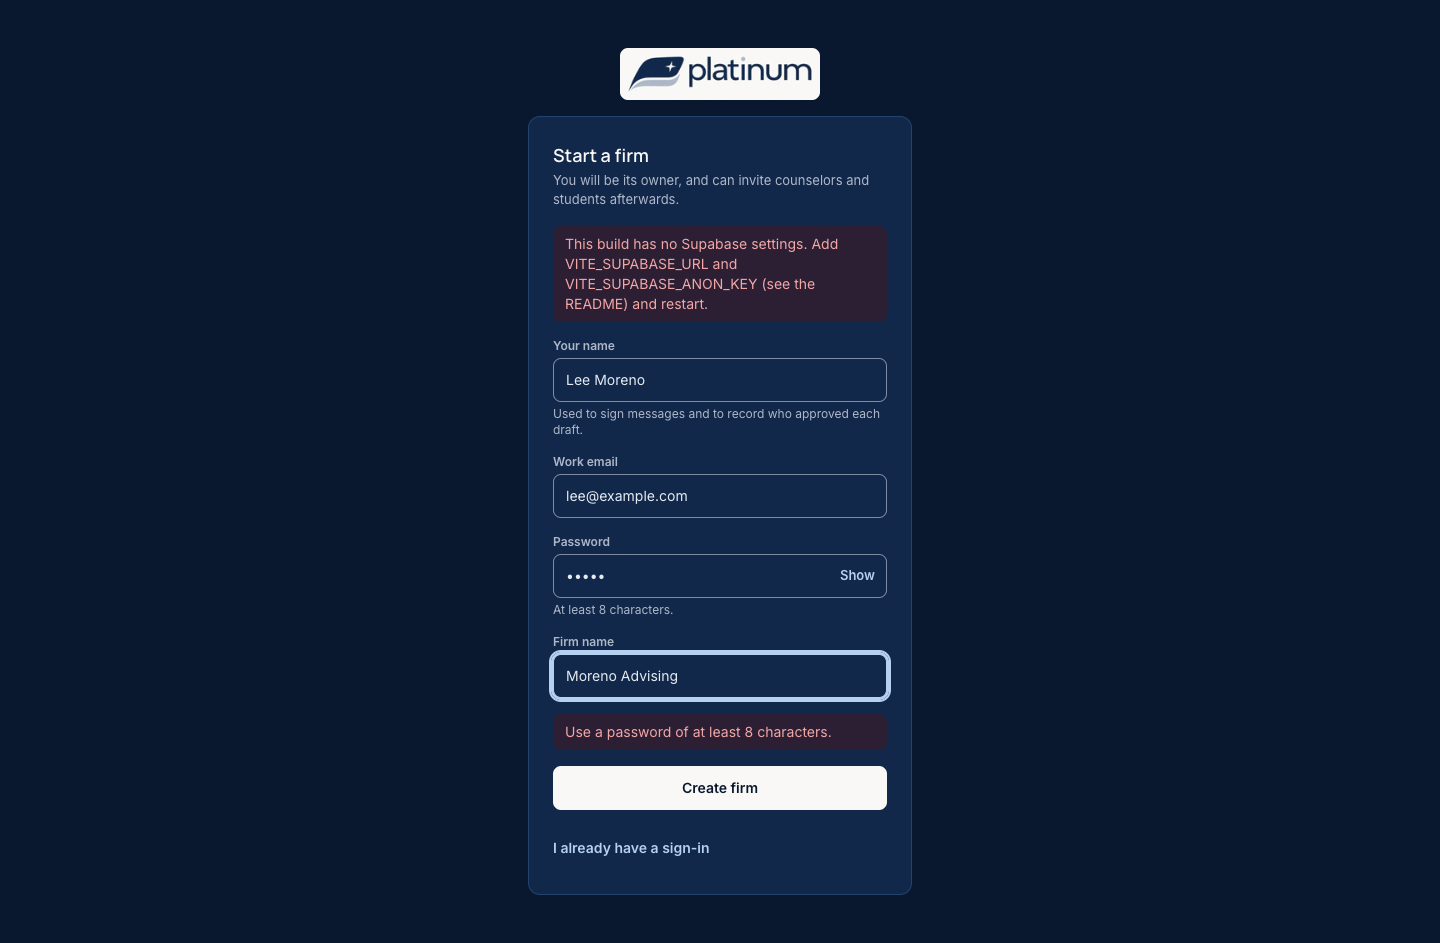 platinum
Start a firm
You will be its owner, and can invite counselors and
students afterwards.
This build has no Supabase settings. Add
VITE_SUPABASE_URL and
VITE_SUPABASE_ANON_KEY (see the
README) and restart.
Your name
Lee Moreno
Used to sign messages and to record who approved each
draft.
Work email
lee@example.com
Password
•••••
Show
At least 8 characters.
Firm name
Moreno Advising
Use a password of at least 8 characters.
Create firm
I already have a sign-in